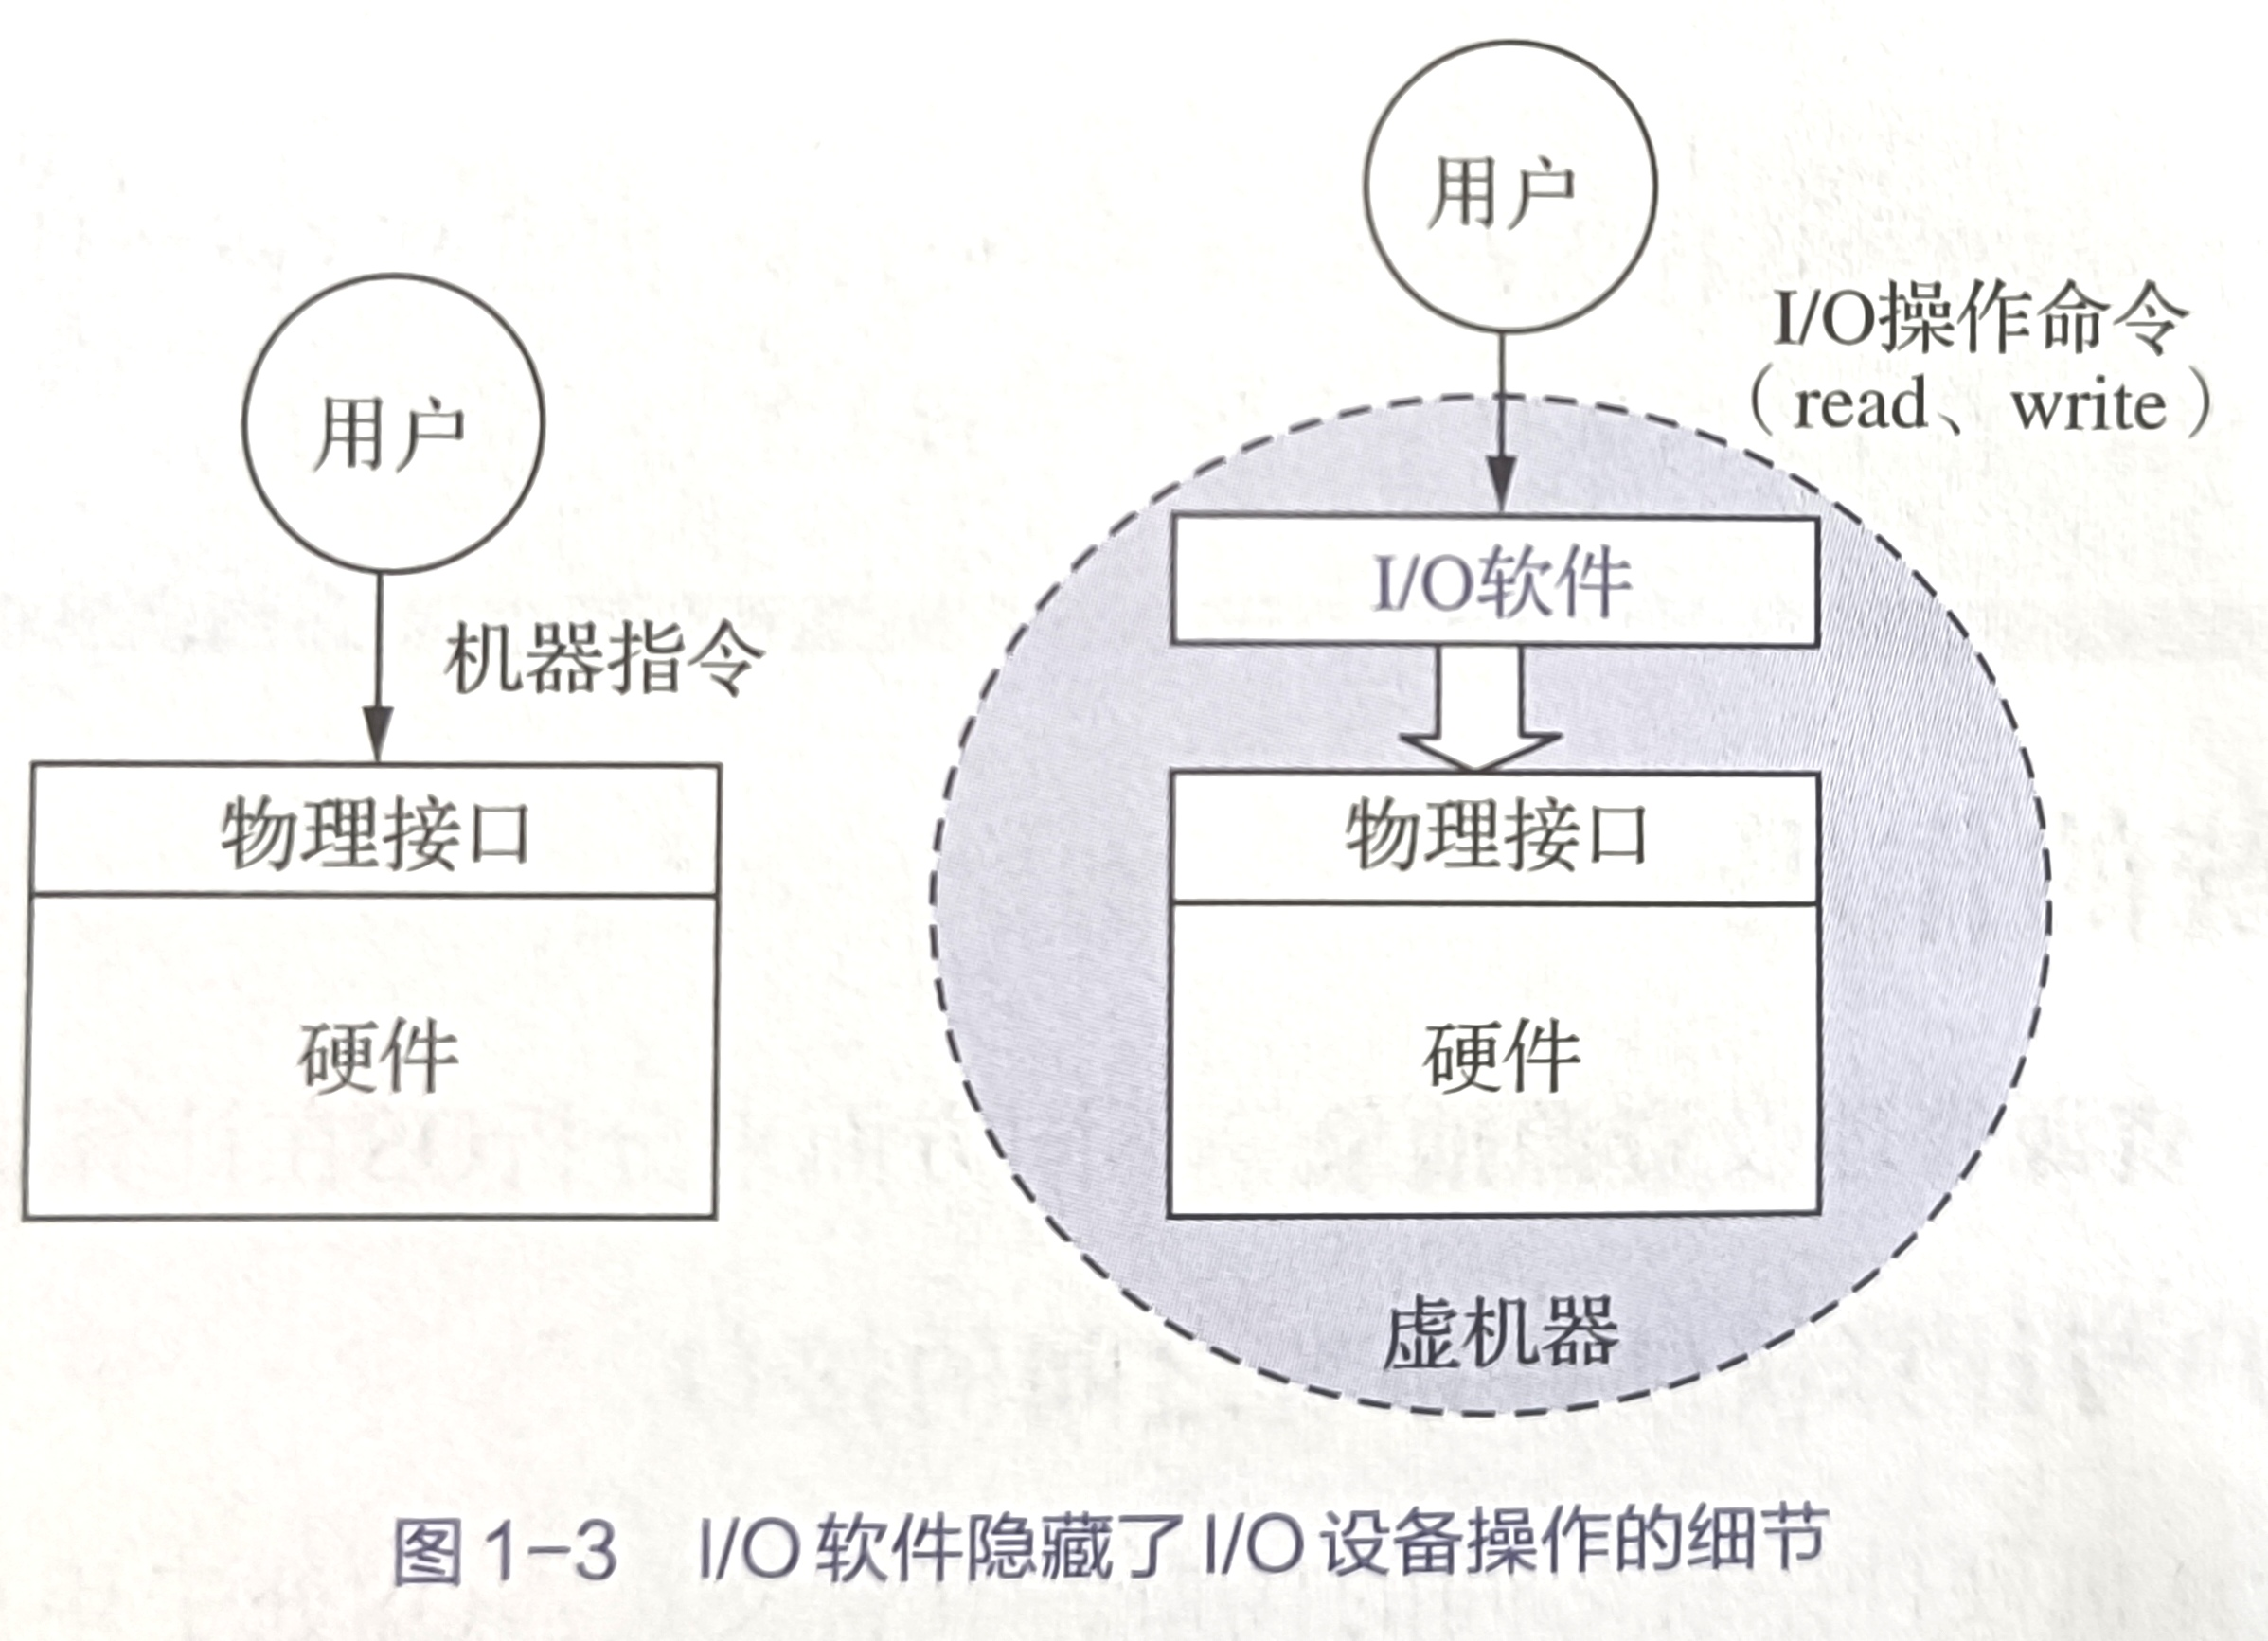 用户
机器指令
物理接口
硬件
用户
I/O操作命令
（read、write）
I/O软件
物理接口
硬件
虚机器
图 1-3 I/O 软件隐藏了 I/O 设备操作的细节